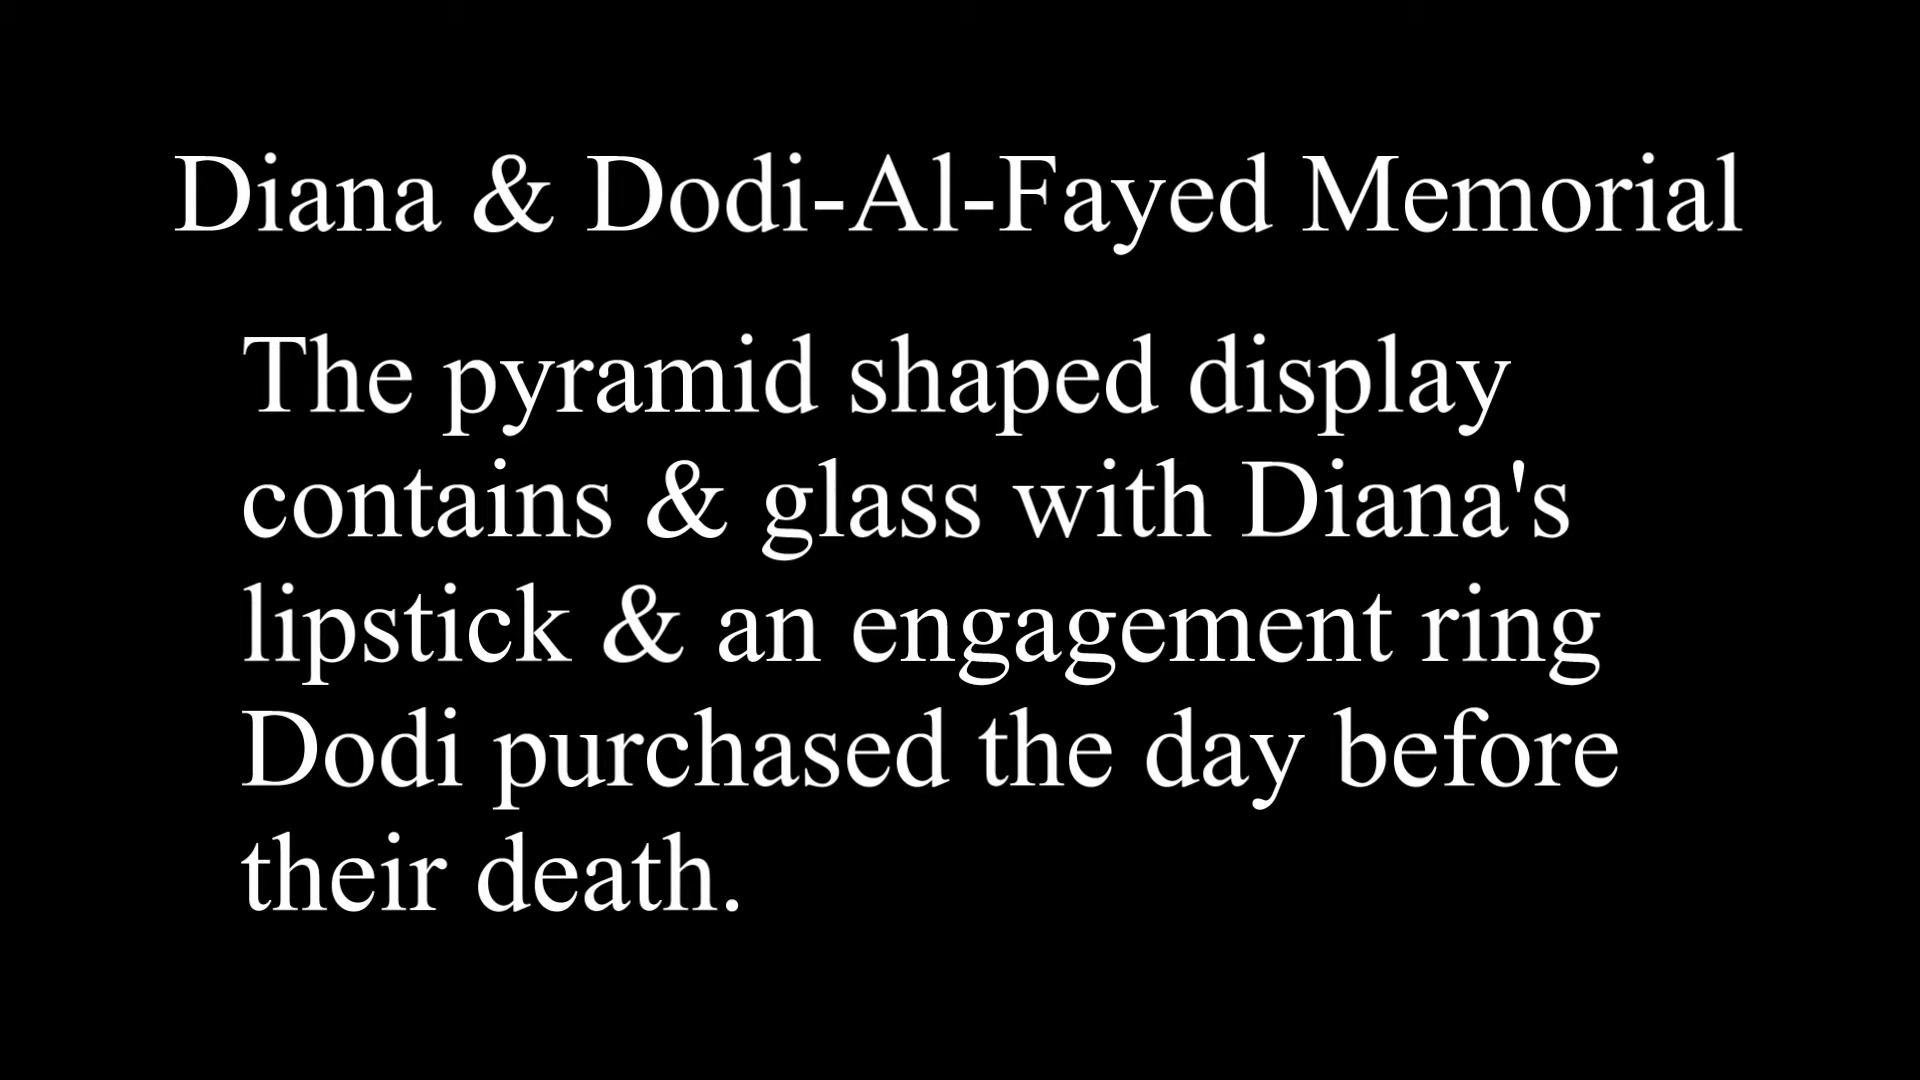 Diana & Dodi-Al-Fayed Memorial
The pyramid shaped display
contains & glass with Diana's
lipstick & an engagement ring
Dodi purchased the day before
their death.